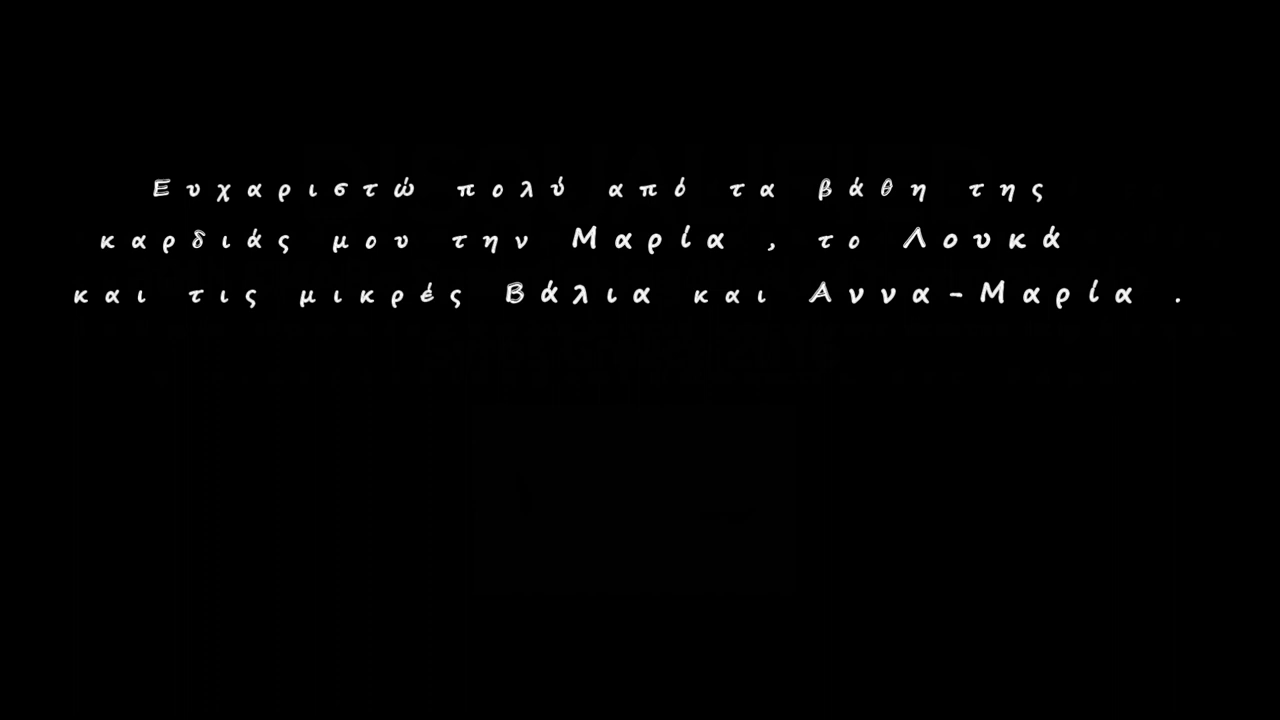 Ευχαριστώ πολύ από τα βάθη της
καρδιάς μου την Μαρία , το Λουκά
και τις μικρές Βάλια και Αννα-Μαρία .